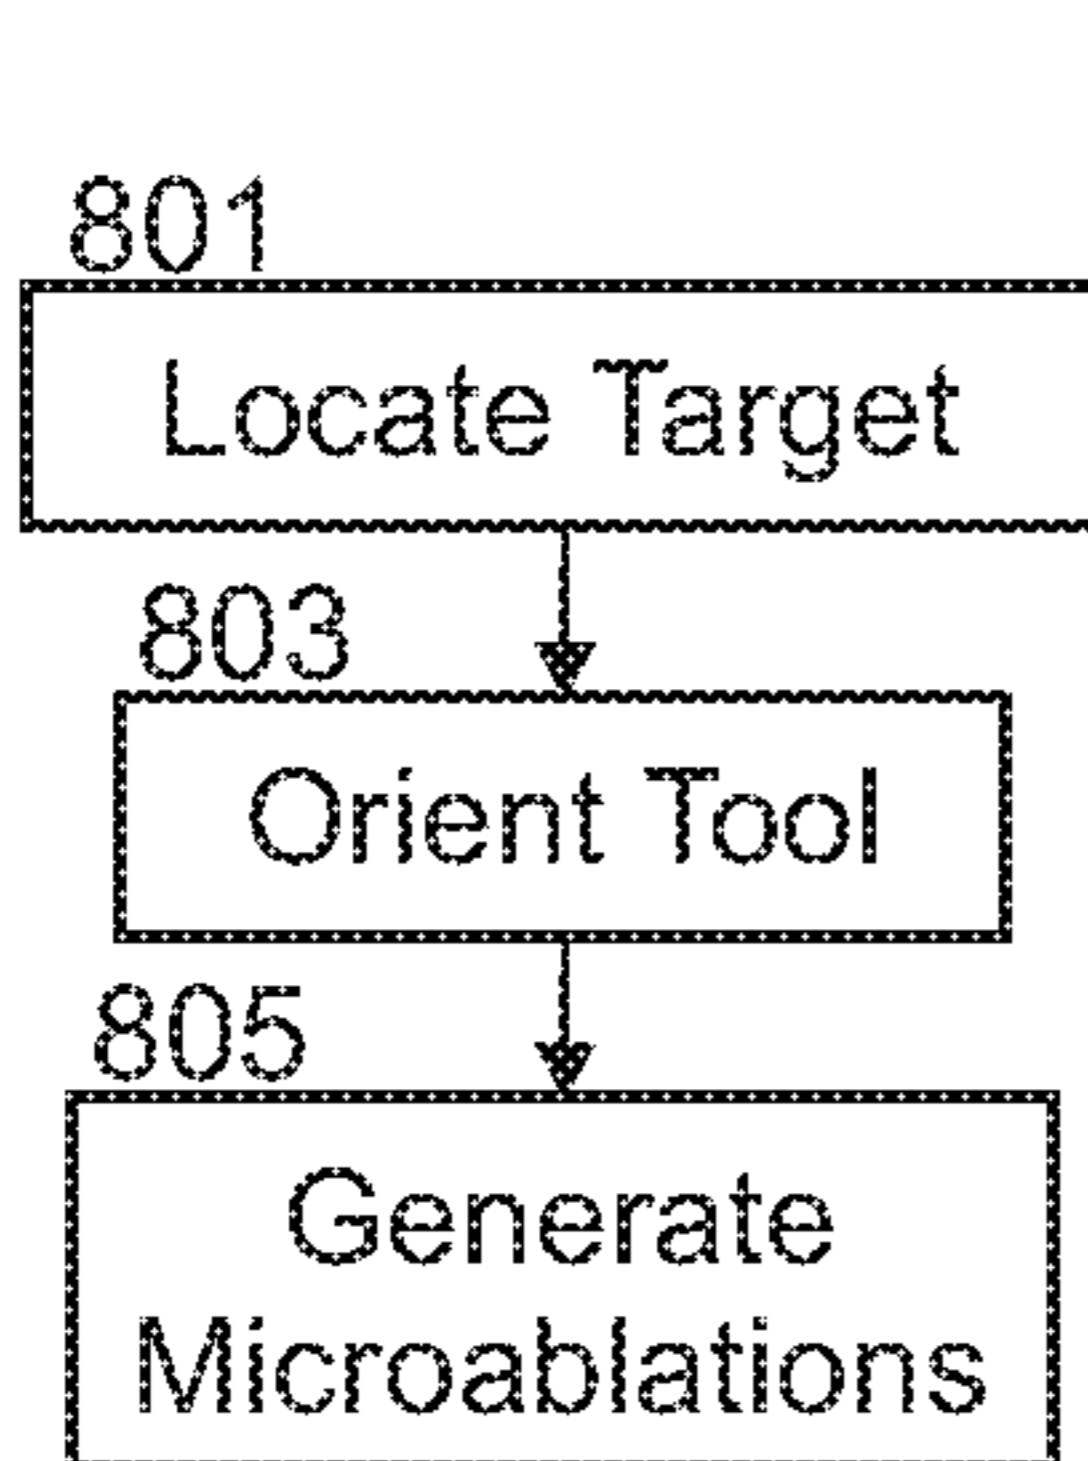 801
Locate Target
803
Orient Tool
805
Generate
Microablations